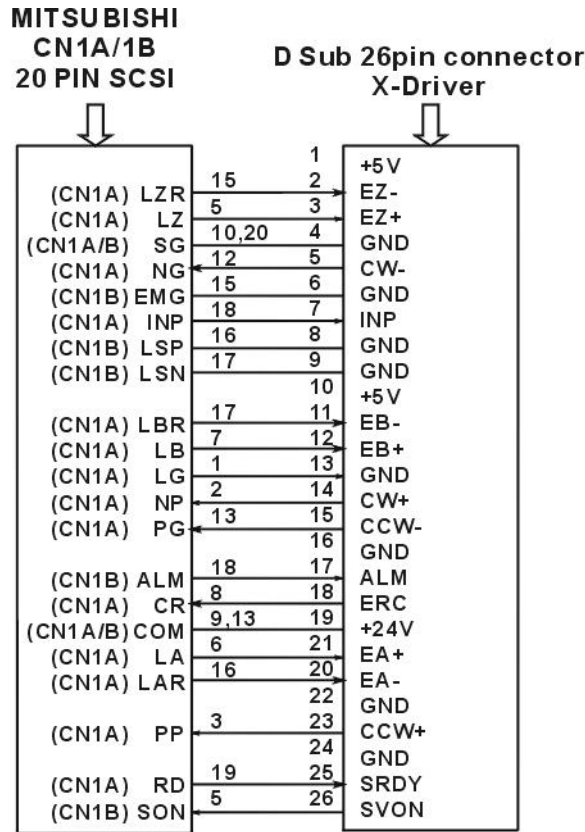 MITSUBISHI
CN1A/1B
20 PIN SCSI
D Sub 26pin connector
X-Driver
1 +5V
(CN1A) LZR 15 2 EZ-
(CN1A) LZ 5 3 EZ+
(CN1A/B) SG 10,20 4 GND
(CN1A) NG 12 5 CW-
(CN1B) EMG 15 6 GND
(CN1A) INP 18 7 INP
(CN1B) LSP 16 8 GND
(CN1B) LSN 17 9 GND
10 +5V
(CN1A) LBR 17 11 EB-
(CN1A) LB 7 12 EB+
(CN1A) LG 1 13 GND
(CN1A) NP 2 14 CW+
(CN1A) PG 13 15 CCW-
16 GND
(CN1B) ALM 18 17 ALM
(CN1A) CR 8 18 ERC
(CN1A/B) COM 9,13 19 +24V
(CN1A) LA 6 21 EA+
(CN1A) LAR 16 20 EA-
22 GND
(CN1A) PP 3 23 CCW+
24 GND
(CN1A) RD 19 25 SRDY
(CN1B) SON 5 26 SVON